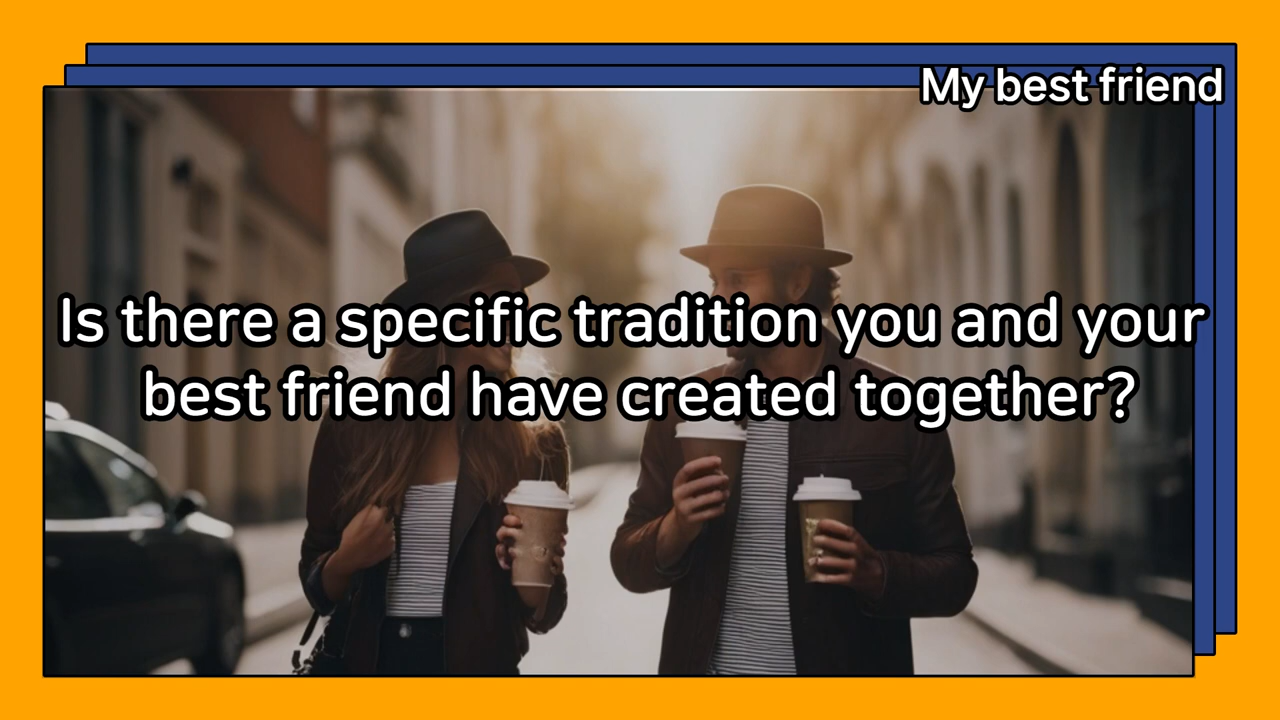 My best friend
Is there a specific tradition you and your
best friend have created together?